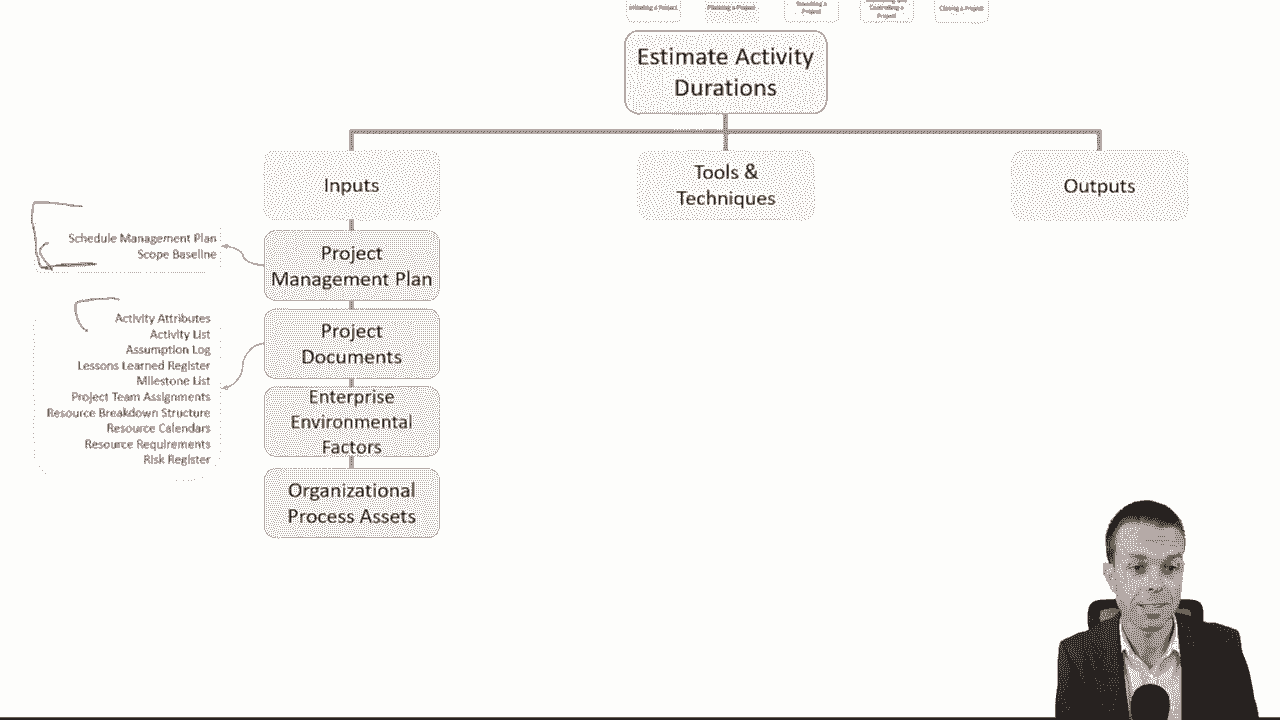 Initiating a Project
Planning a Project
Executing a
Project
Controlling a
Project
Closing a Project
Estimate Activity
Durations
Inputs
Tools &
Techniques
Outputs
Schedule Management Plan
Scope Baseline
Project
Management Plan
Activity Attributes
Activity List
Assumption Log
Lessons Learned Register
Milestone List
Project Team Assignments
Resource Breakdown Structure
Resource Calendars
Resource Requirements
Risk Register
Project
Documents
Enterprise
Environmental
Factors
Organizational
Process Assets